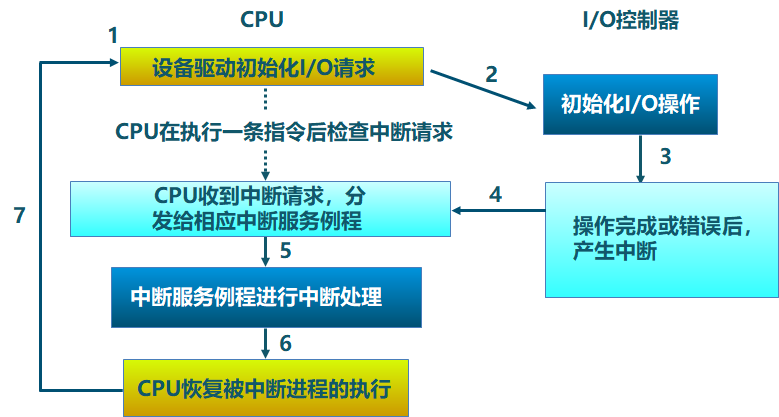 CPU
I/O控制器
1
设备驱动初始化I/O请求
2
初始化I/O操作
CPU在执行一条指令后检查中断请求
3
CPU收到中断请求，分
发给相应中断服务例程
4
操作完成或错误后，
产生中断
7
5
中断服务例程进行中断处理
6
CPU恢复被中断进程的执行